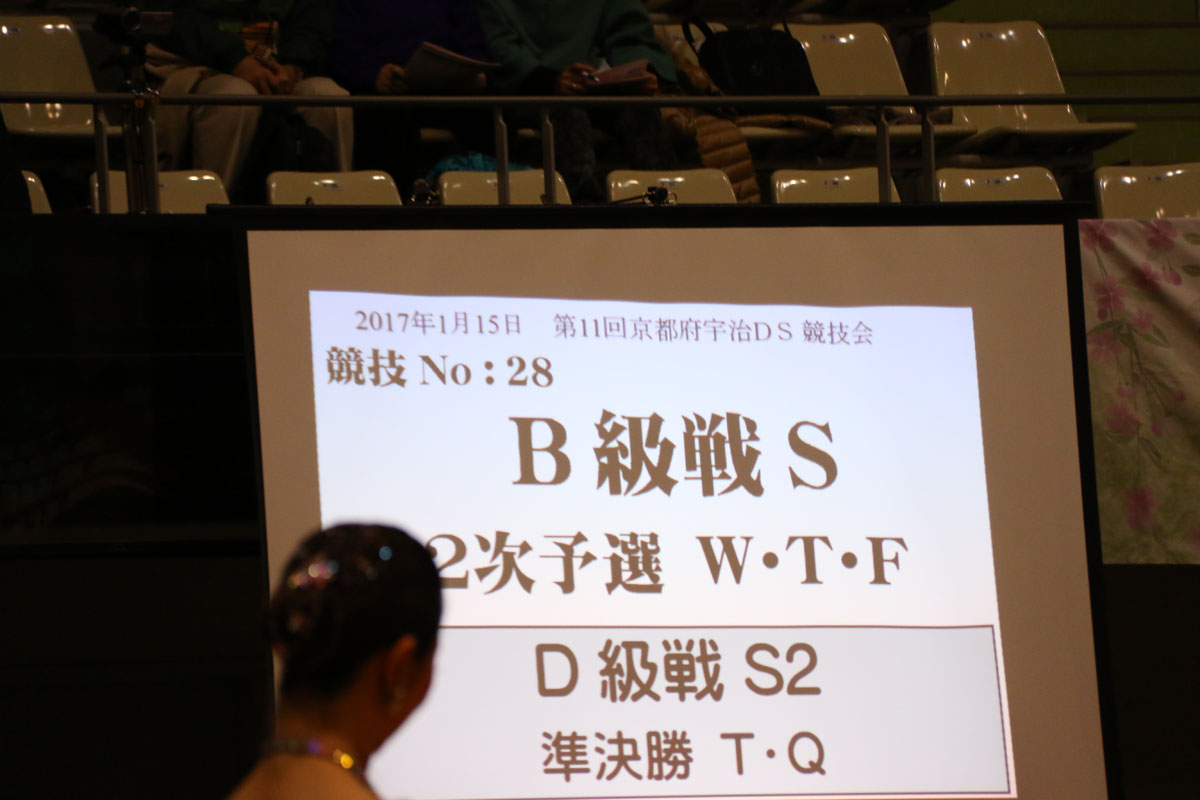 2017年1月15日 第11回京都府宇治DS 競技会
競技 No : 28
B 級戦 S
2次予選 W・T・F
D 級戦 S2
準決勝 T・Q